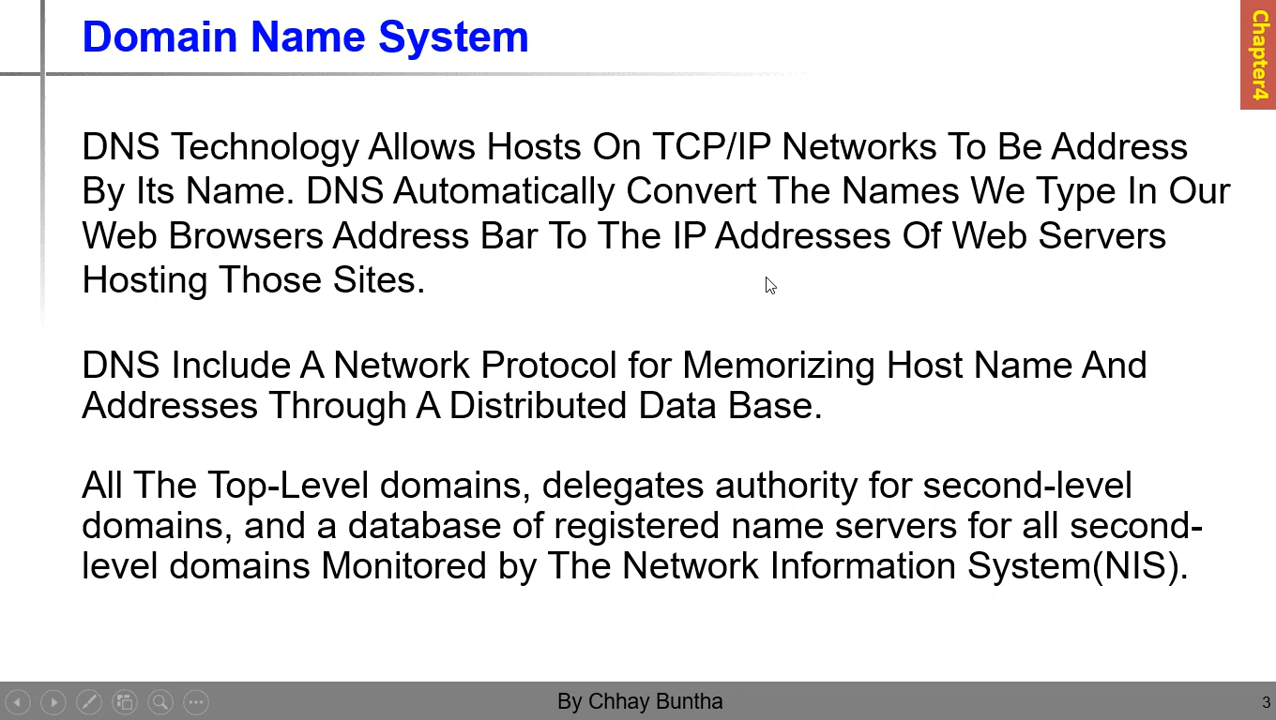 Domain Name System
Chapter4
DNS Technology Allows Hosts On TCP/IP Networks To Be Address
By Its Name. DNS Automatically Convert The Names We Type In Our
Web Browsers Address Bar To The IP Addresses Of Web Servers
Hosting Those Sites.
DNS Include A Network Protocol for Memorizing Host Name And
Addresses Through A Distributed Data Base.
All The Top-Level domains, delegates authority for second-level
domains, and a database of registered name servers for all second-
level domains Monitored by The Network Information System(NIS).
By Chhay Buntha
3